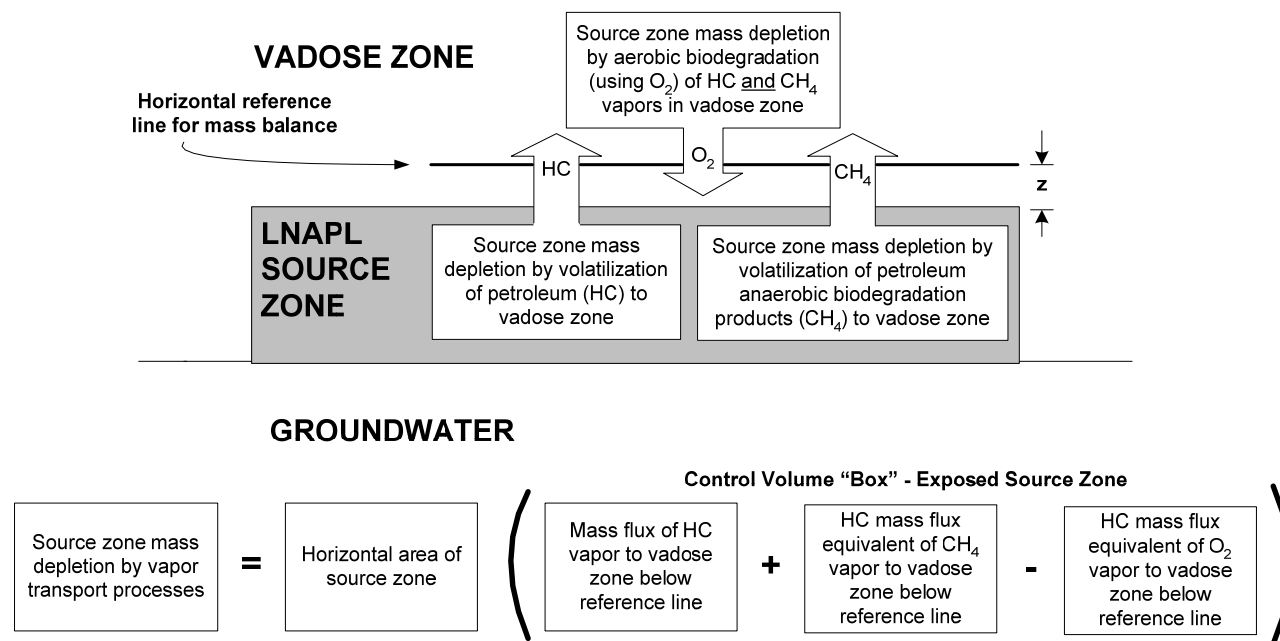 VADOSE ZONE
Source zone mass depletion
by aerobic biodegradation
(using O₂) of HC and CH₄
vapors in vadose zone
Horizontal reference
line for mass balance
HC
O₂
CH₄
z
LNAPL
SOURCE
ZONE
Source zone mass
depletion by volatilization
of petroleum (HC) to
vadose zone
Source zone mass depletion by
volatilization of petroleum
anaerobic biodegradation
products (CH₄) to vadose zone
GROUNDWATER
Control Volume “Box” - Exposed Source Zone
Source zone mass
depletion by vapor
transport processes
=
Horizontal area of
source zone
(
Mass flux of HC
vapor to vadose
zone below
reference line
+
HC mass flux
equivalent of CH₄
vapor to vadose
zone below
reference line
-
HC mass flux
equivalent of O₂
vapor to vadose
zone below
reference line
)